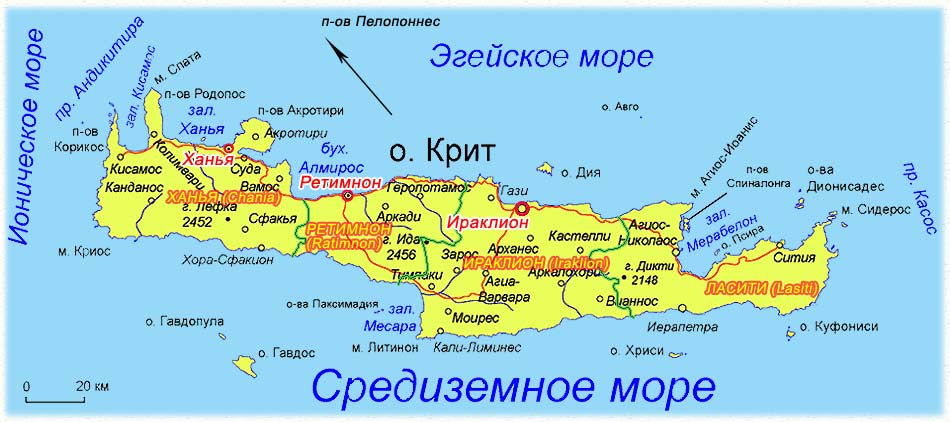 п-ов Пелопоннес
Эгейское море
Ионическое море
пр. Андикитира
зал. Кисамос
м. Спата
п-ов Родопос
зал.
Ханья
п-ов Акротири
Акротири
п-ов
Корикос
бух.
Алмирос
о. Крит
о. Авго
о. Дия
м. Агиос-Иоанис
п-ов
Спиналонга
о-ва
Дионисадес
пр. Касос
м. Сидерос
зал.
Мерабелон
о. Псира
Кисамос
Колимвари
Ханья
Суда
Вамос
Ретимнон
Геропотамос
Гази
Ираклион
Канданос
ХАНЬЯ (Chania)
г. Лефка
2452
Сфакья
РЕТИМНОН
(Ratimnon)
Аркади
г. Ида
2456
Зарос
Арханес
Кастелли
Агиос-
Николаос
Сития
м. Криос
Хора-Сфакион
Тимпаки
ИРАКЛИОН (Iraklion)
Агиа-
Варвара
Аркалохори
г. Дикти
2148
ЛАСИТИ (Lasiti)
Вианнос
о-ва Паксимадия
зал.
Месара
Моирес
Иерапетра
о. Куфониси
о. Гавдопула
о. Гавдос
м. Литинон
Кали-Лиминес
о. Хриси
Средиземное море
0
20 км